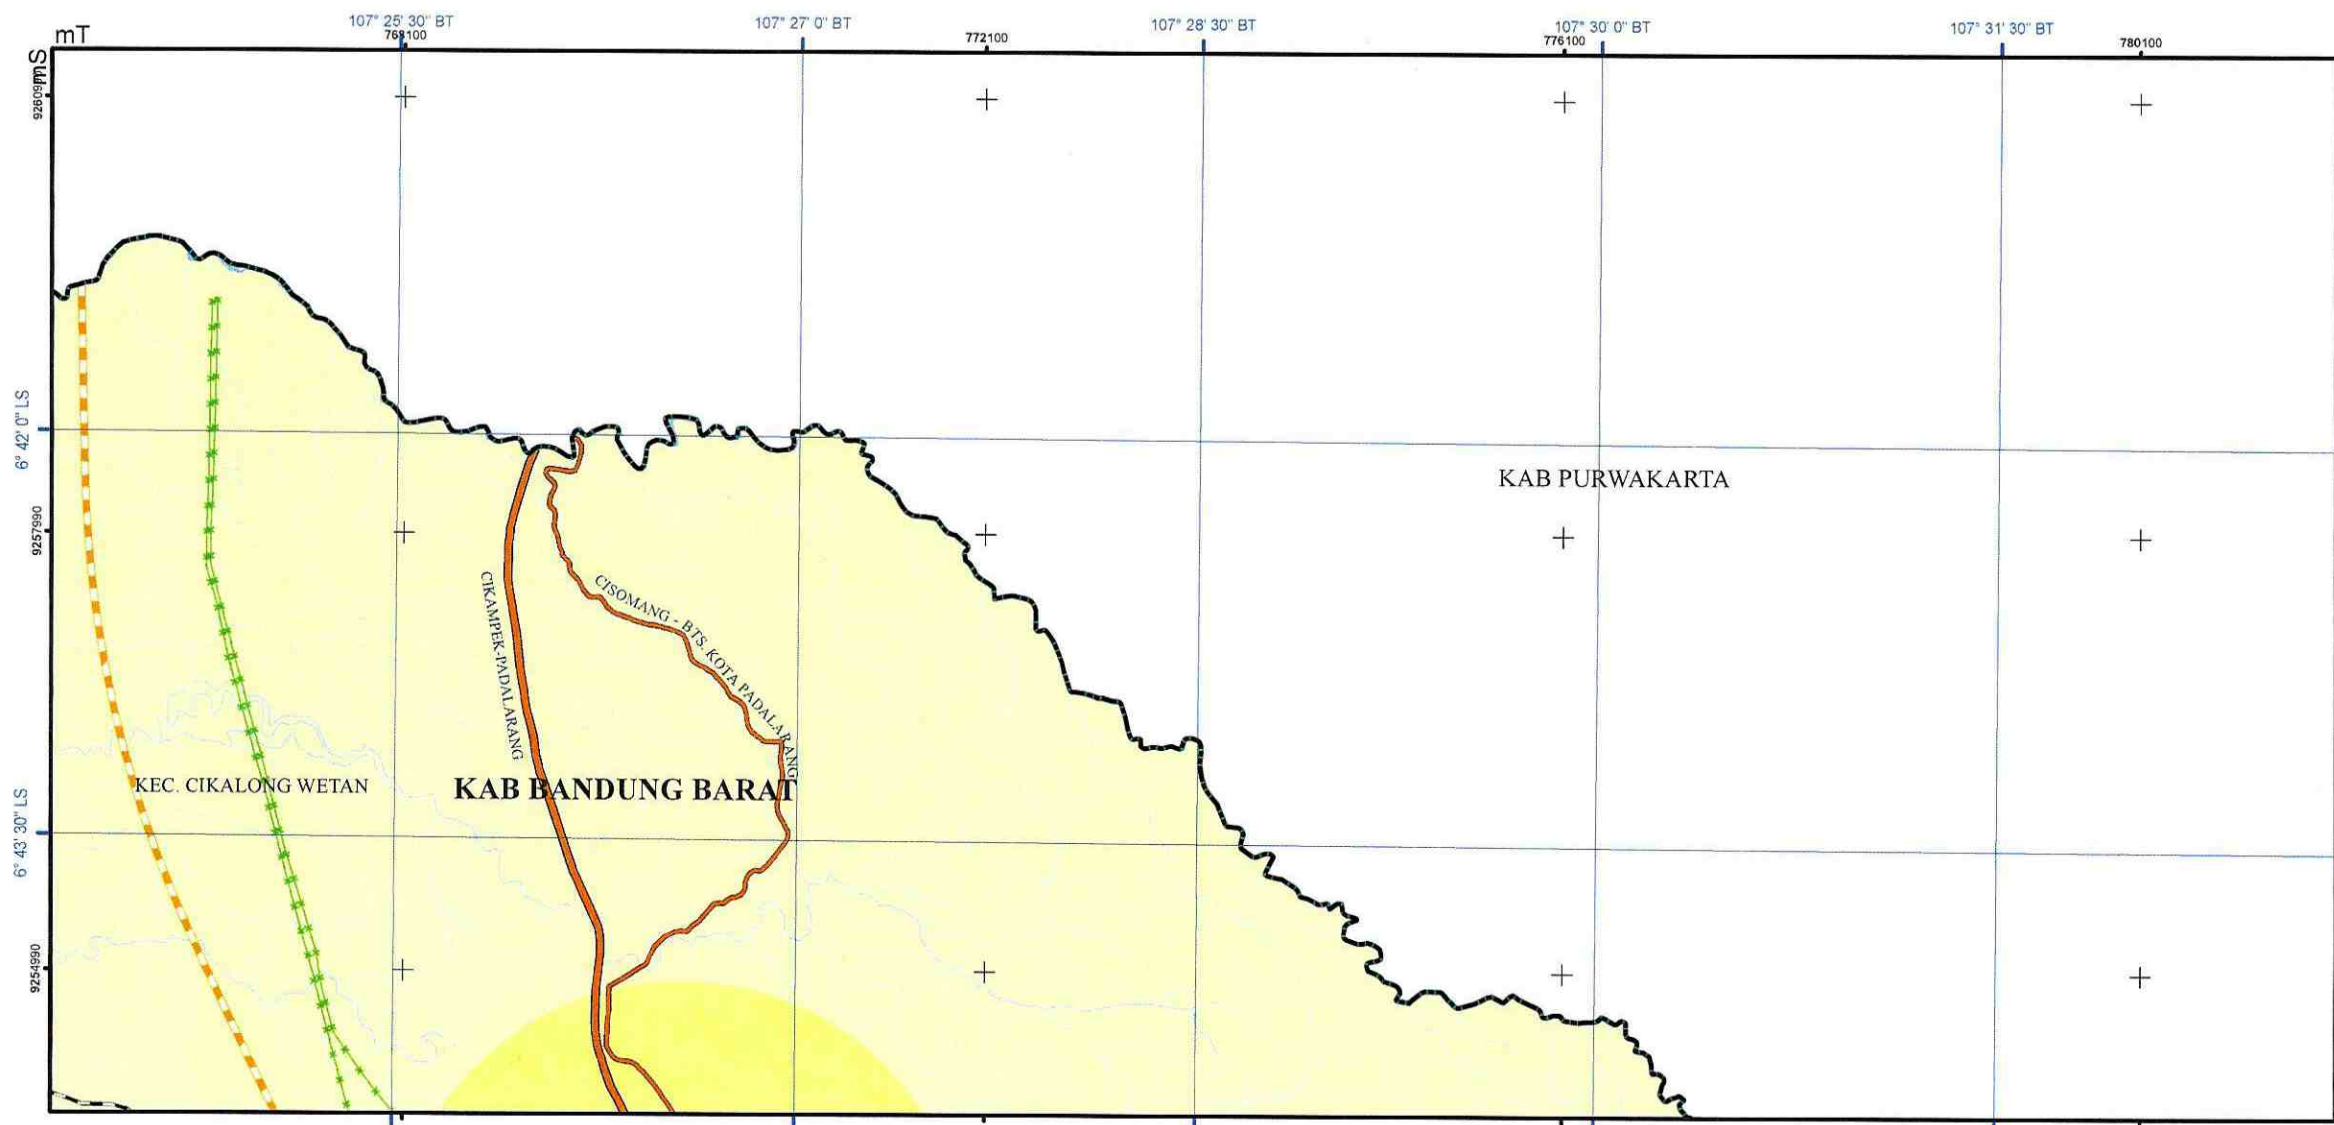 107° 25' 30" BT
107° 27' 0" BT
107° 28' 30" BT
107° 30' 0" BT
107° 31' 30" BT
mT
768100
772100
776100
780100
mS
6° 42' 0" LS
KAB PURWAKARTA
9257990
CIKAMPEK-PADALARANG
CISOMANG - BTS. KOTA PADALARANG
KEC. CIKALONG WETAN
KAB BANDUNG BARAT
6° 43' 30" LS
9254990